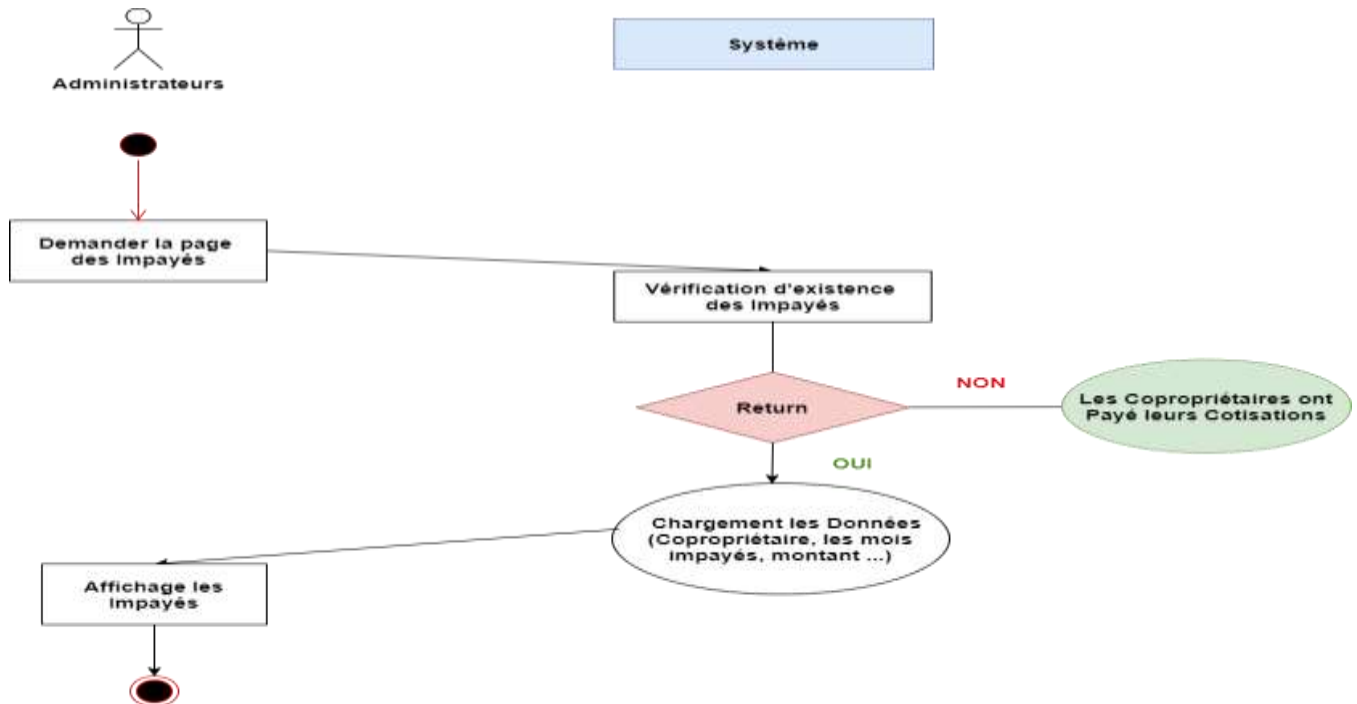 Administrateurs
Système
Demander la page
des Impayés
Vérification d'existence
des Impayés
Return
NON
Les Copropriétaires ont
Payé leurs Cotisations
OUI
Chargement les Données
(Copropriétaire, les mois
impayés, montant ...)
Affichage les
Impayés